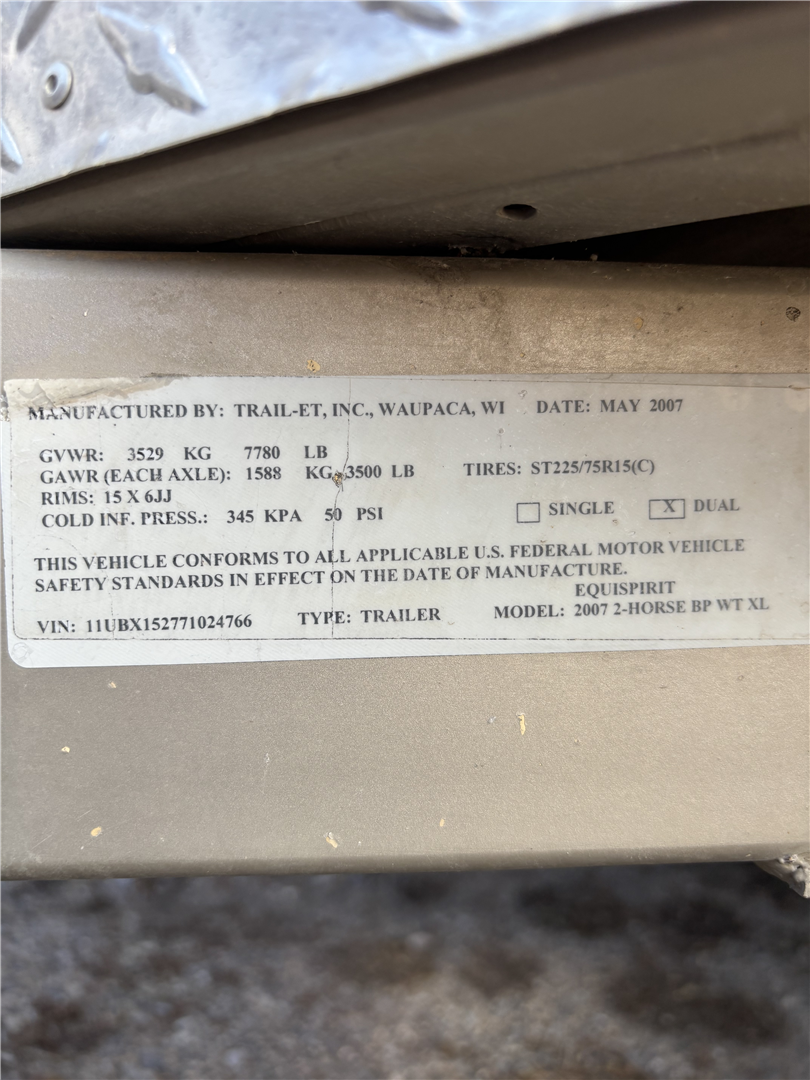 MANUFACTURED BY: TRAIL-ET, INC., WAUPACA, WI DATE: MAY 2007
GVWR: 3529 KG 7780 LB
GAWR (EACH AXLE): 1588 KG 3500 LB TIRES: ST225/75R15(C)
RIMS: 15 X 6JJ
COLD INF. PRESS.: 345 KPA 50 PSI SINGLE X DUAL
THIS VEHICLE CONFORMS TO ALL APPLICABLE U.S. FEDERAL MOTOR VEHICLE
SAFETY STANDARDS IN EFFECT ON THE DATE OF MANUFACTURE.
EQUISPIRIT
VIN: 11UBX152771024766 TYPE: TRAILER MODEL: 2007 2-HORSE BP WT XL